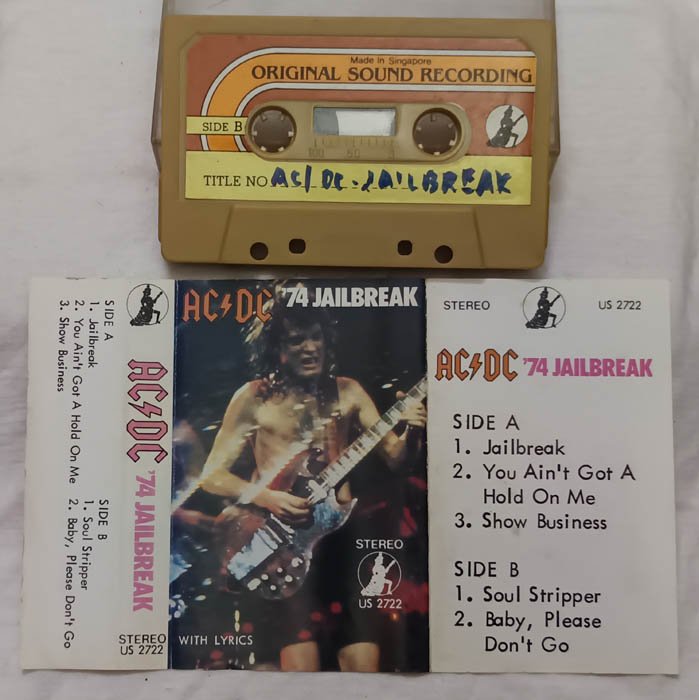 Made In Singapore
ORIGINAL SOUND RECORDING
SIDE B
100 50
TITLE NO. AC/DC. JAILBREAK
SIDE A
1. Jailbreak
2. You Ain't Got A Hold On Me
3. Show Business
SIDE B
1. Soul Stripper
2. Baby, Please Don't Go
AC⚡DC '74 JAILBREAK
STEREO
US 2722
AC⚡DC '74 JAILBREAK
STEREO
US 2722
WITH LYRICS
STEREO US 2722
AC⚡DC '74 JAILBREAK
SIDE A
1. Jailbreak
2. You Ain't Got A
Hold On Me
3. Show Business
SIDE B
1. Soul Stripper
2. Baby, Please
Don't Go